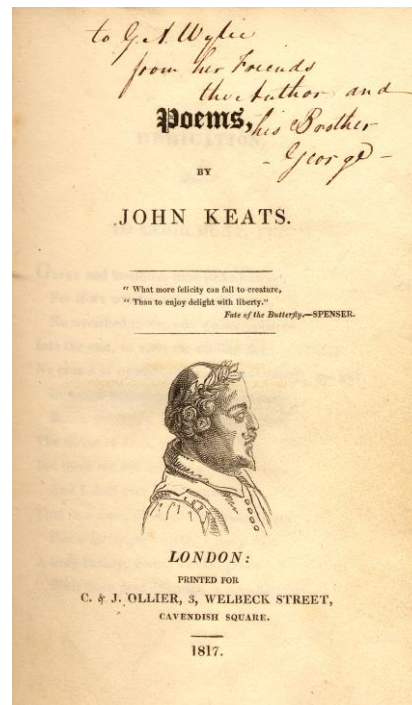 to G. A. Wylie
from her Friends
the Author and
his Brother
- George -
Poems,
BY
JOHN KEATS.
“ What more felicity can fall to creature,
“ Than to enjoy delight with liberty.”
Fate of the Butterfly.—SPENSER.
LONDON:
PRINTED FOR
C. & J. OLLIER, 3, WELBECK STREET,
CAVENDISH SQUARE.
1817.